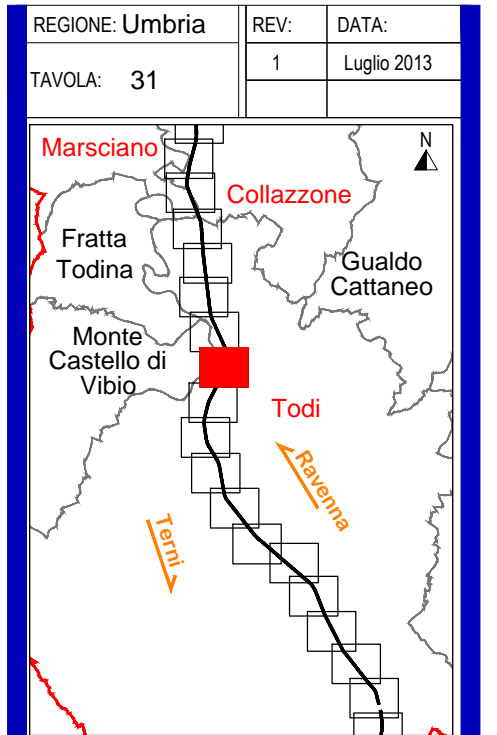 REGIONE: Umbria
REV:
DATA:
TAVOLA: 31
1
Luglio 2013
N
Marsciano
Collazzone
Fratta
Todina
Gualdo
Cattaneo
Monte
Castello di
Vibio
Todi
Ravenna
Terni